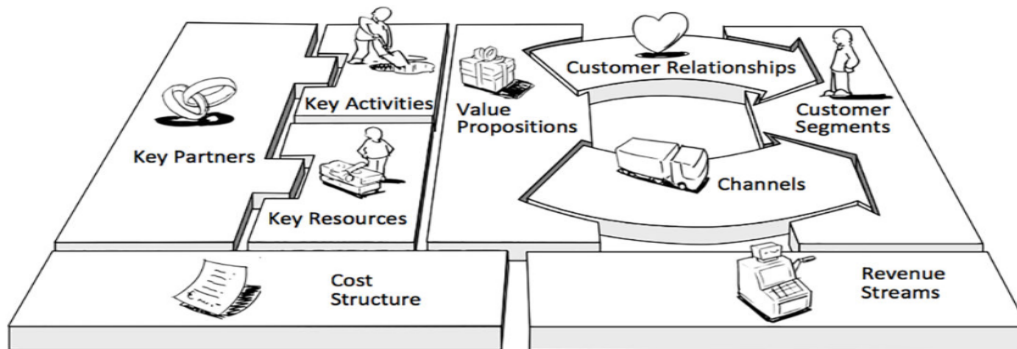 Key Partners
Key Activities
Key Resources
Value
Propositions
Customer Relationships
Channels
Customer
Segments
Cost
Structure
Revenue
Streams